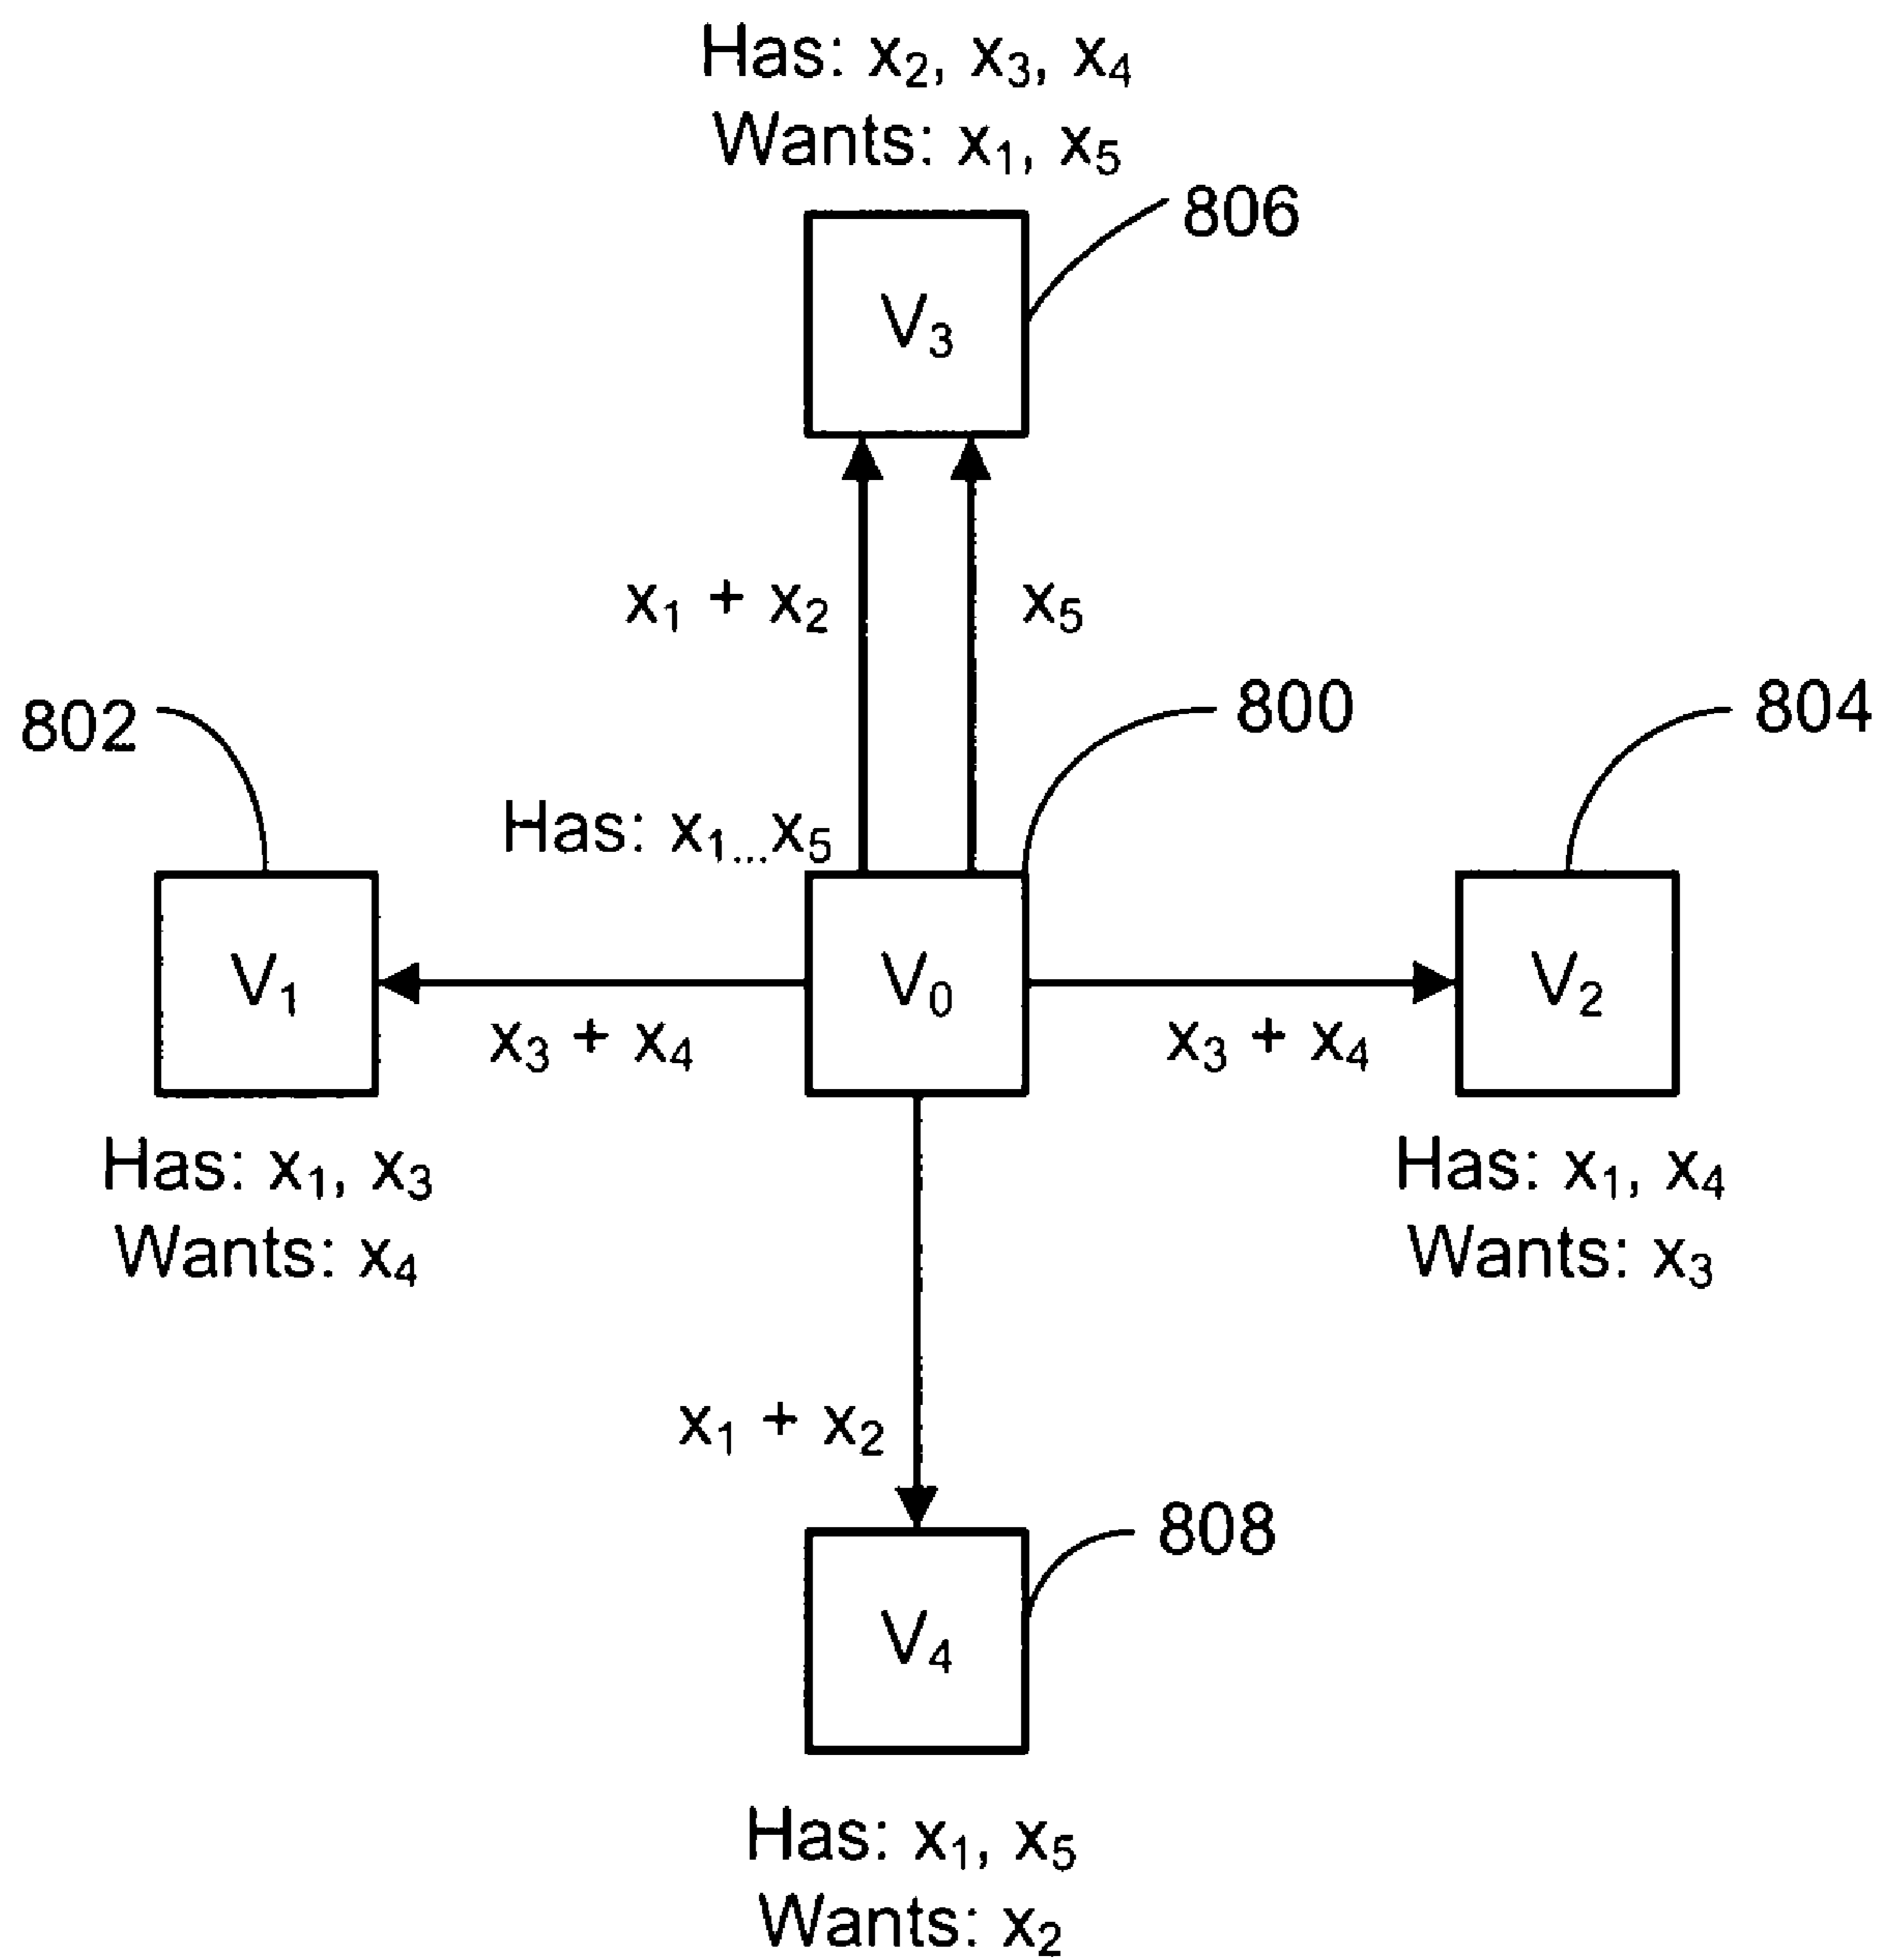 Has: x₂, x₃, x₄
Wants: x₁, x₅
806
V₃
x₁ + x₂
x₅
802
800
804
Has: x₁...x₅
V₁
V₀
V₂
x₃ + x₄
x₃ + x₄
Has: x₁, x₃
Wants: x₄
Has: x₁, x₄
Wants: x₃
x₁ + x₂
808
V₄
Has: x₁, x₅
Wants: x₂